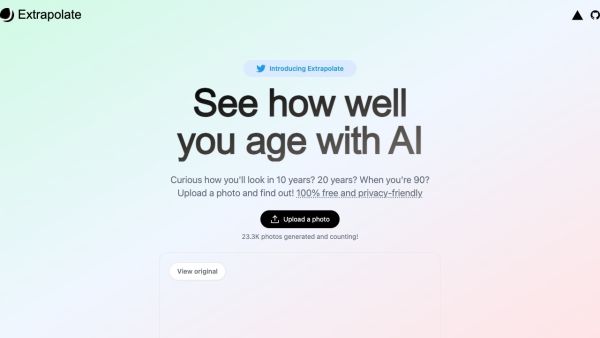 Extrapolate
Introducing Extrapolate
See how well
you age with AI
Curious how you'll look in 10 years? 20 years? When you're 90?
Upload a photo and find out! 100% free and privacy-friendly
Upload a photo
23.3K photos generated and counting!
View original